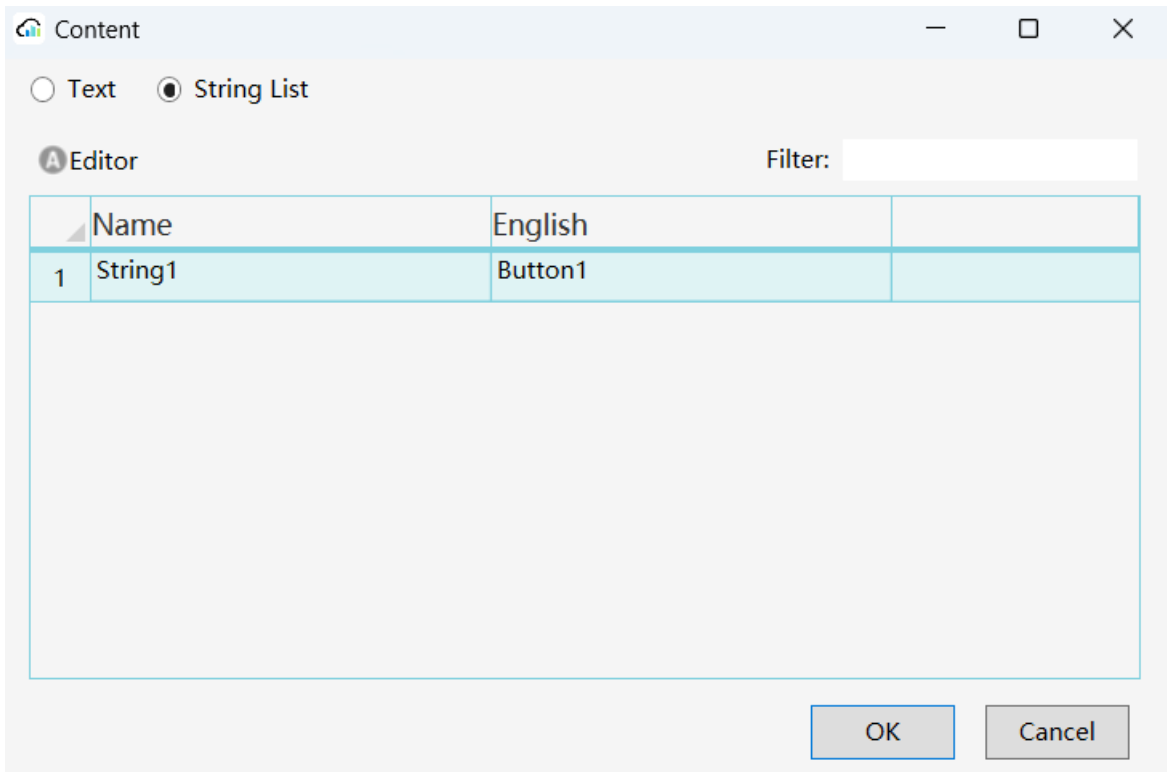 Content
Text String List
A Editor Filter:
Name English
1 String1 Button1
OK Cancel